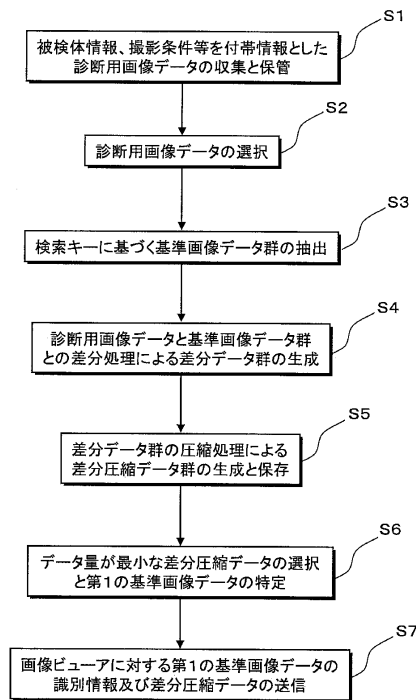 S1
被検体情報、撮影条件等を付帯情報とした
診断用画像データの収集と保管
S2
診断用画像データの選択
S3
検索キーに基づく基準画像データ群の抽出
S4
診断用画像データと基準画像データ群
との差分処理による差分データ群の生成
S5
差分データ群の圧縮処理による
差分圧縮データ群の生成と保存
S6
データ量が最小な差分圧縮データの選択
と第1の基準画像データの特定
S7
画像ビューアに対する第1の基準画像データの
識別情報及び差分圧縮データの送信